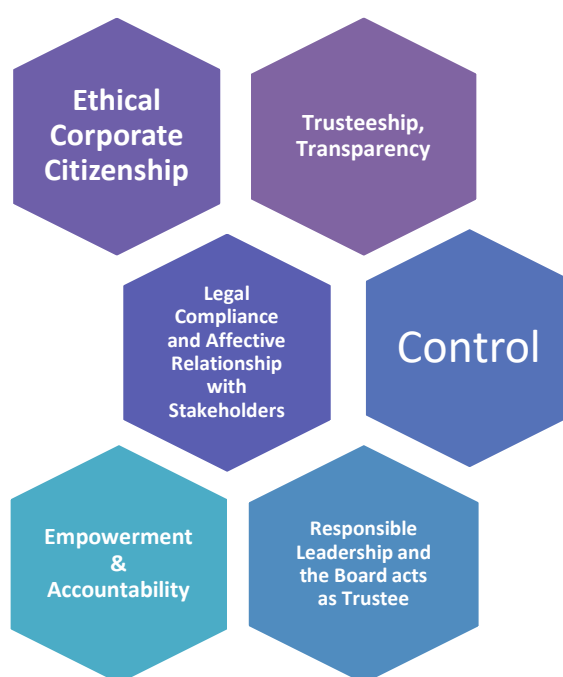 Ethical
Corporate
Citizenship
Trusteeship,
Transparency
Legal
Compliance
and Affective
Relationship
with
Stakeholders
Control
Empowerment
&
Accountability
Responsible
Leadership and
the Board acts
as Trustee